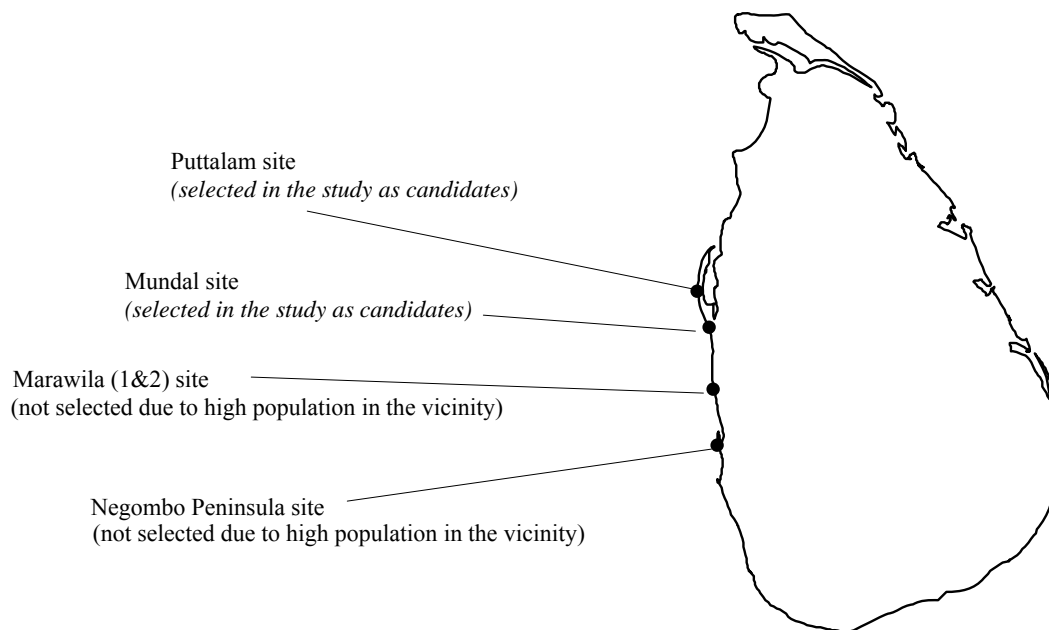 Puttalam site
(selected in the study as candidates)
Mundal site
(selected in the study as candidates)
Marawila (1&2) site
(not selected due to high population in the vicinity)
Negombo Peninsula site
(not selected due to high population in the vicinity)